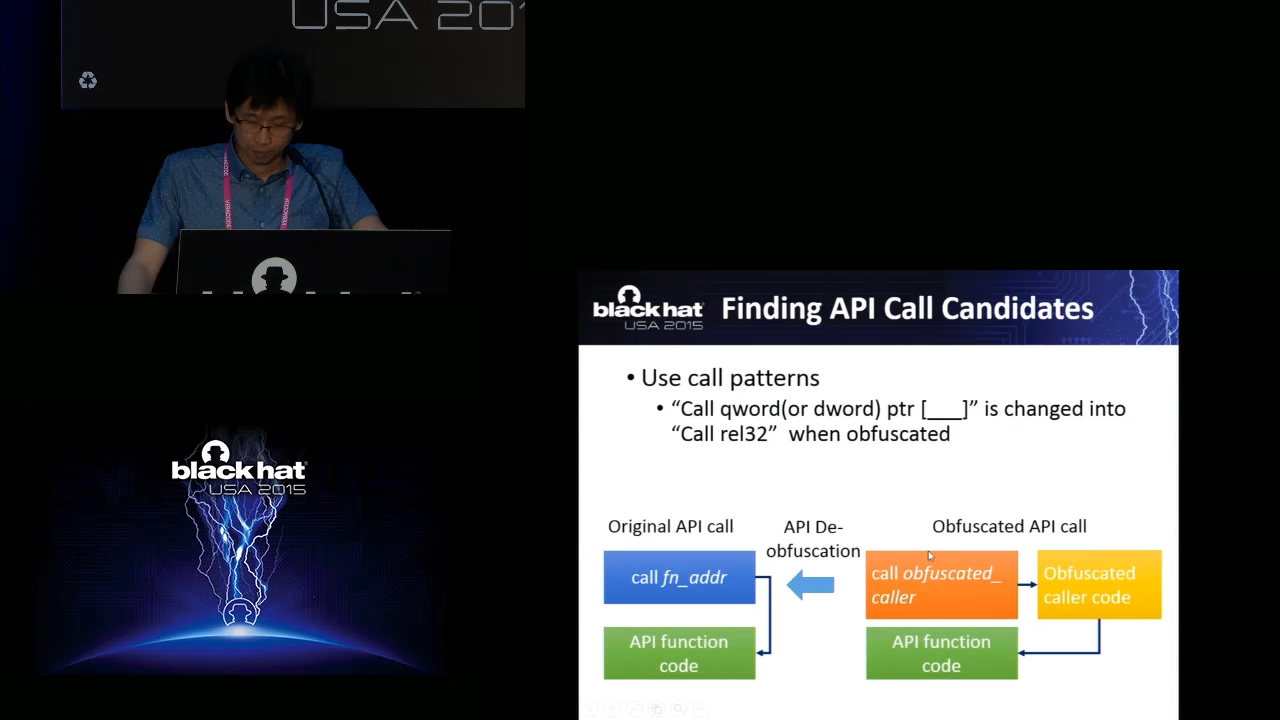 USA 201
black hat
USA 2015
Finding API Call Candidates
• Use call patterns
• “Call qword(or dword) ptr [___]” is changed into
“Call rel32” when obfuscated
Original API call
API De-
obfuscation
Obfuscated API call
call fn_addr
call obfuscated_
caller
Obfuscated
caller code
API function
code
API function
code
black hat
USA 2015